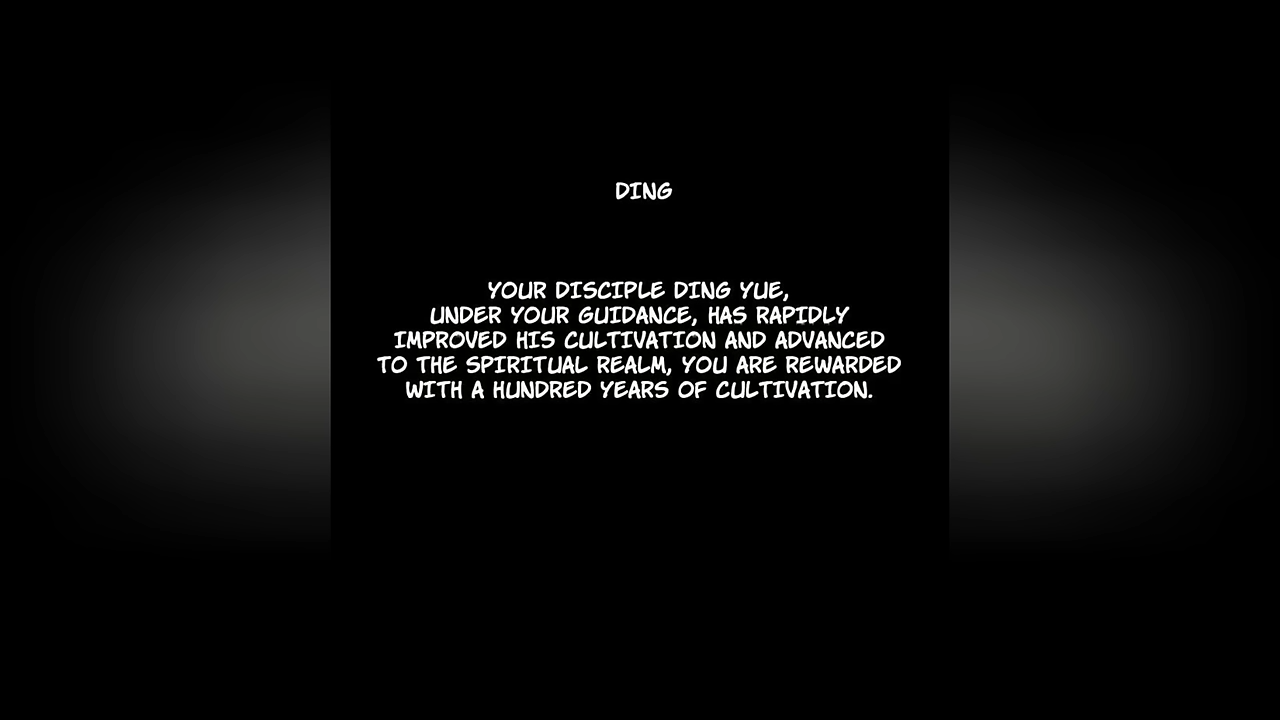 DING
YOUR DISCIPLE DING YUE,
UNDER YOUR GUIDANCE, HAS RAPIDLY
IMPROVED HIS CULTIVATION AND ADVANCED
TO THE SPIRITUAL REALM, YOU ARE REWARDED
WITH A HUNDRED YEARS OF CULTIVATION.